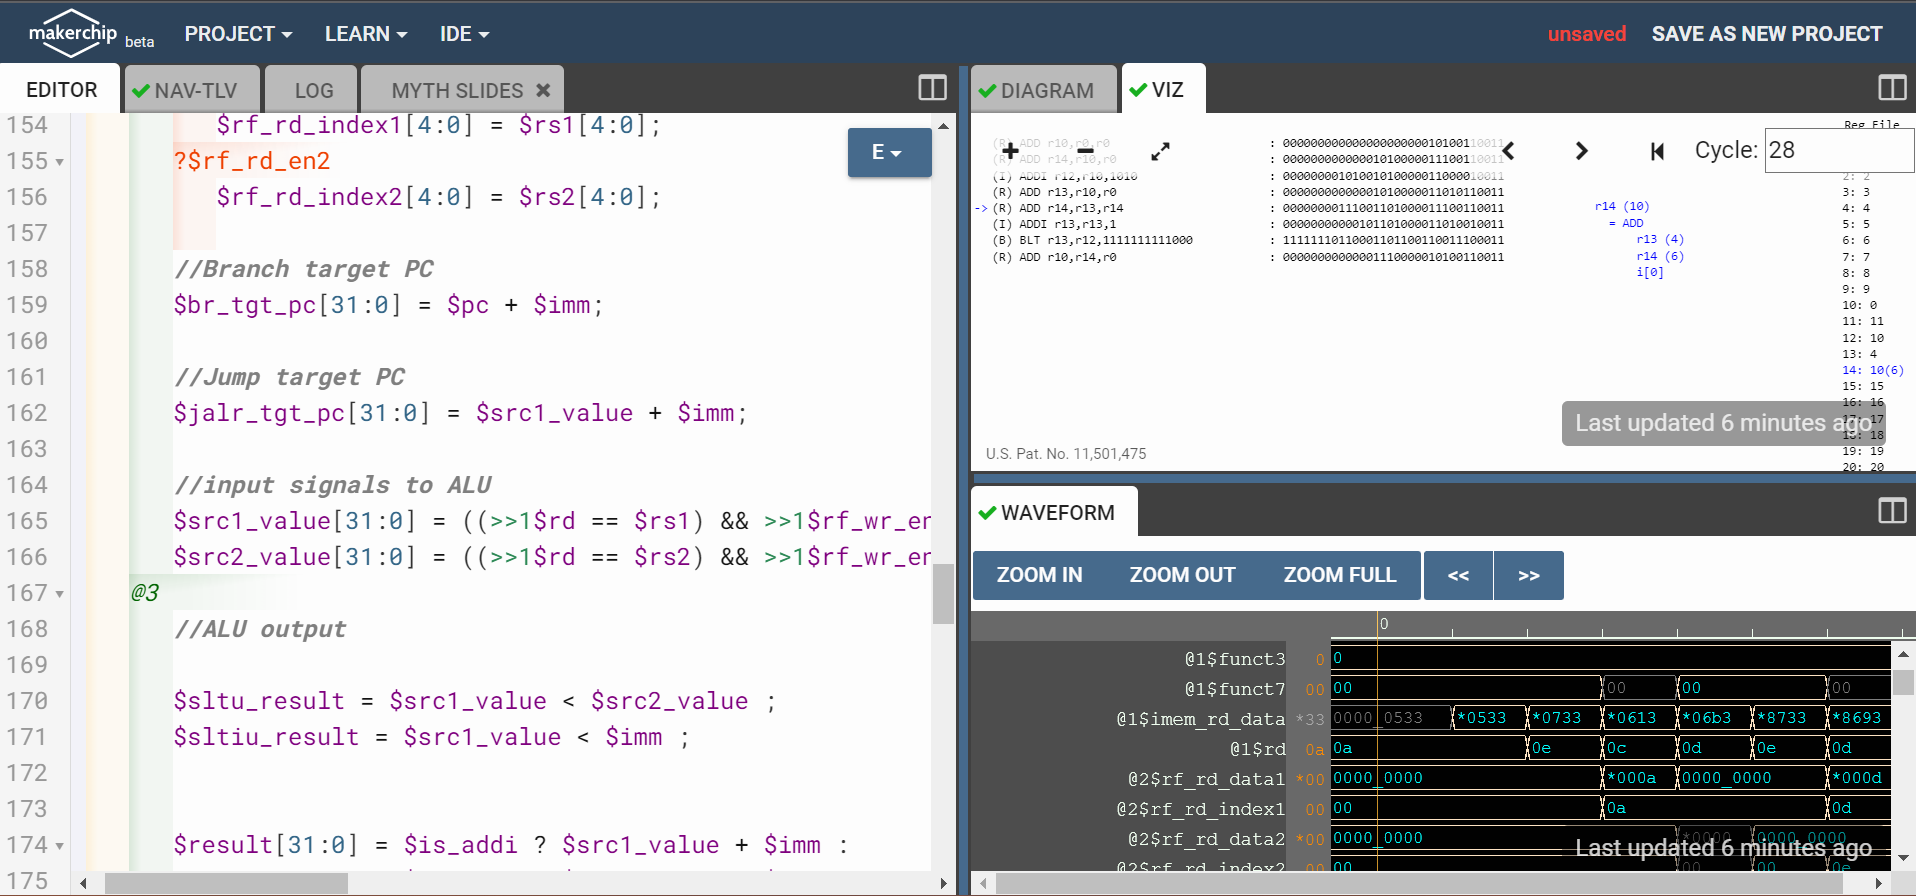 makerchip beta PROJECT LEARN IDE unsaved SAVE AS NEW PROJECT
EDITOR NAV-TLV LOG MYTH SLIDES
154 $rf_rd_index1[4:0] = $rs1[4:0];
155 ?$rf_rd_en2
156 $rf_rd_index2[4:0] = $rs2[4:0];
157
158 //Branch target PC
159 $br_tgt_pc[31:0] = $pc + $imm;
160
161 //Jump target PC
162 $jalr_tgt_pc[31:0] = $src1_value + $imm;
163
164 //input signals to ALU
165 $src1_value[31:0] = ((>>1$rd == $rs1) && >>1$rf_wr_er
166 $src2_value[31:0] = ((>>1$rd == $rs2) && >>1$rf_wr_er
167 @3
168 //ALU output
169
170 $sltu_result = $src1_value < $src2_value ;
171 $sltiu_result = $src1_value < $imm ;
172
173
174 $result[31:0] = $is_addi ? $src1_value + $imm :
175
E
DIAGRAM VIZ
Cycle: 28
Reg File
(R) ADD r10,r0,r0 : 00000000000000000000010100110011
(R) ADD r14,r10,r0 : 00000000000001010000011100110011
(I) ADDI r12,r10,1010 : 00000000101001010000011000010011
(R) ADD r13,r10,r0 : 00000000000001010000011010110011
-> (R) ADD r14,r13,r14 : 00000000111001101000011100110011
(I) ADDI r13,r13,1 : 00000000000101101000011010010011
(B) BLT r13,r12,1111111111000 : 11111110110001101100110011100011
(R) ADD r10,r14,r0 : 00000000000001110000010100110011
r14 (10)
= ADD
r13 (4)
r14 (6)
i[0]
2: 2
3: 3
4: 4
5: 5
6: 6
7: 7
8: 8
9: 9
10: 0
11: 11
12: 10
13: 4
14: 10(6)
15: 15
16: 16
17: 17
18: 18
19: 19
20: 20
Last updated 6 minutes ago
U.S. Pat. No. 11,501,475
WAVEFORM
ZOOM IN ZOOM OUT ZOOM FULL << >>
0
@1$funct3 0 0
@1$funct7 00 00 00 00 00
@1$imem_rd_data *33 0000_0533 *0533 *0733 *0613 *06b3 *8733 *8693
@1$rd 0a 0a 0e 0c 0d 0e 0d
@2$rf_rd_data1 *00 0000_0000 *000a 0000_0000 *000d
@2$rf_rd_index1 00 00 0a 0d
@2$rf_rd_data2 *00 0000_0000 *0000 0000_0000
@2$rf_rd_index2 00 00 00 00 0e
Last updated 6 minutes ago